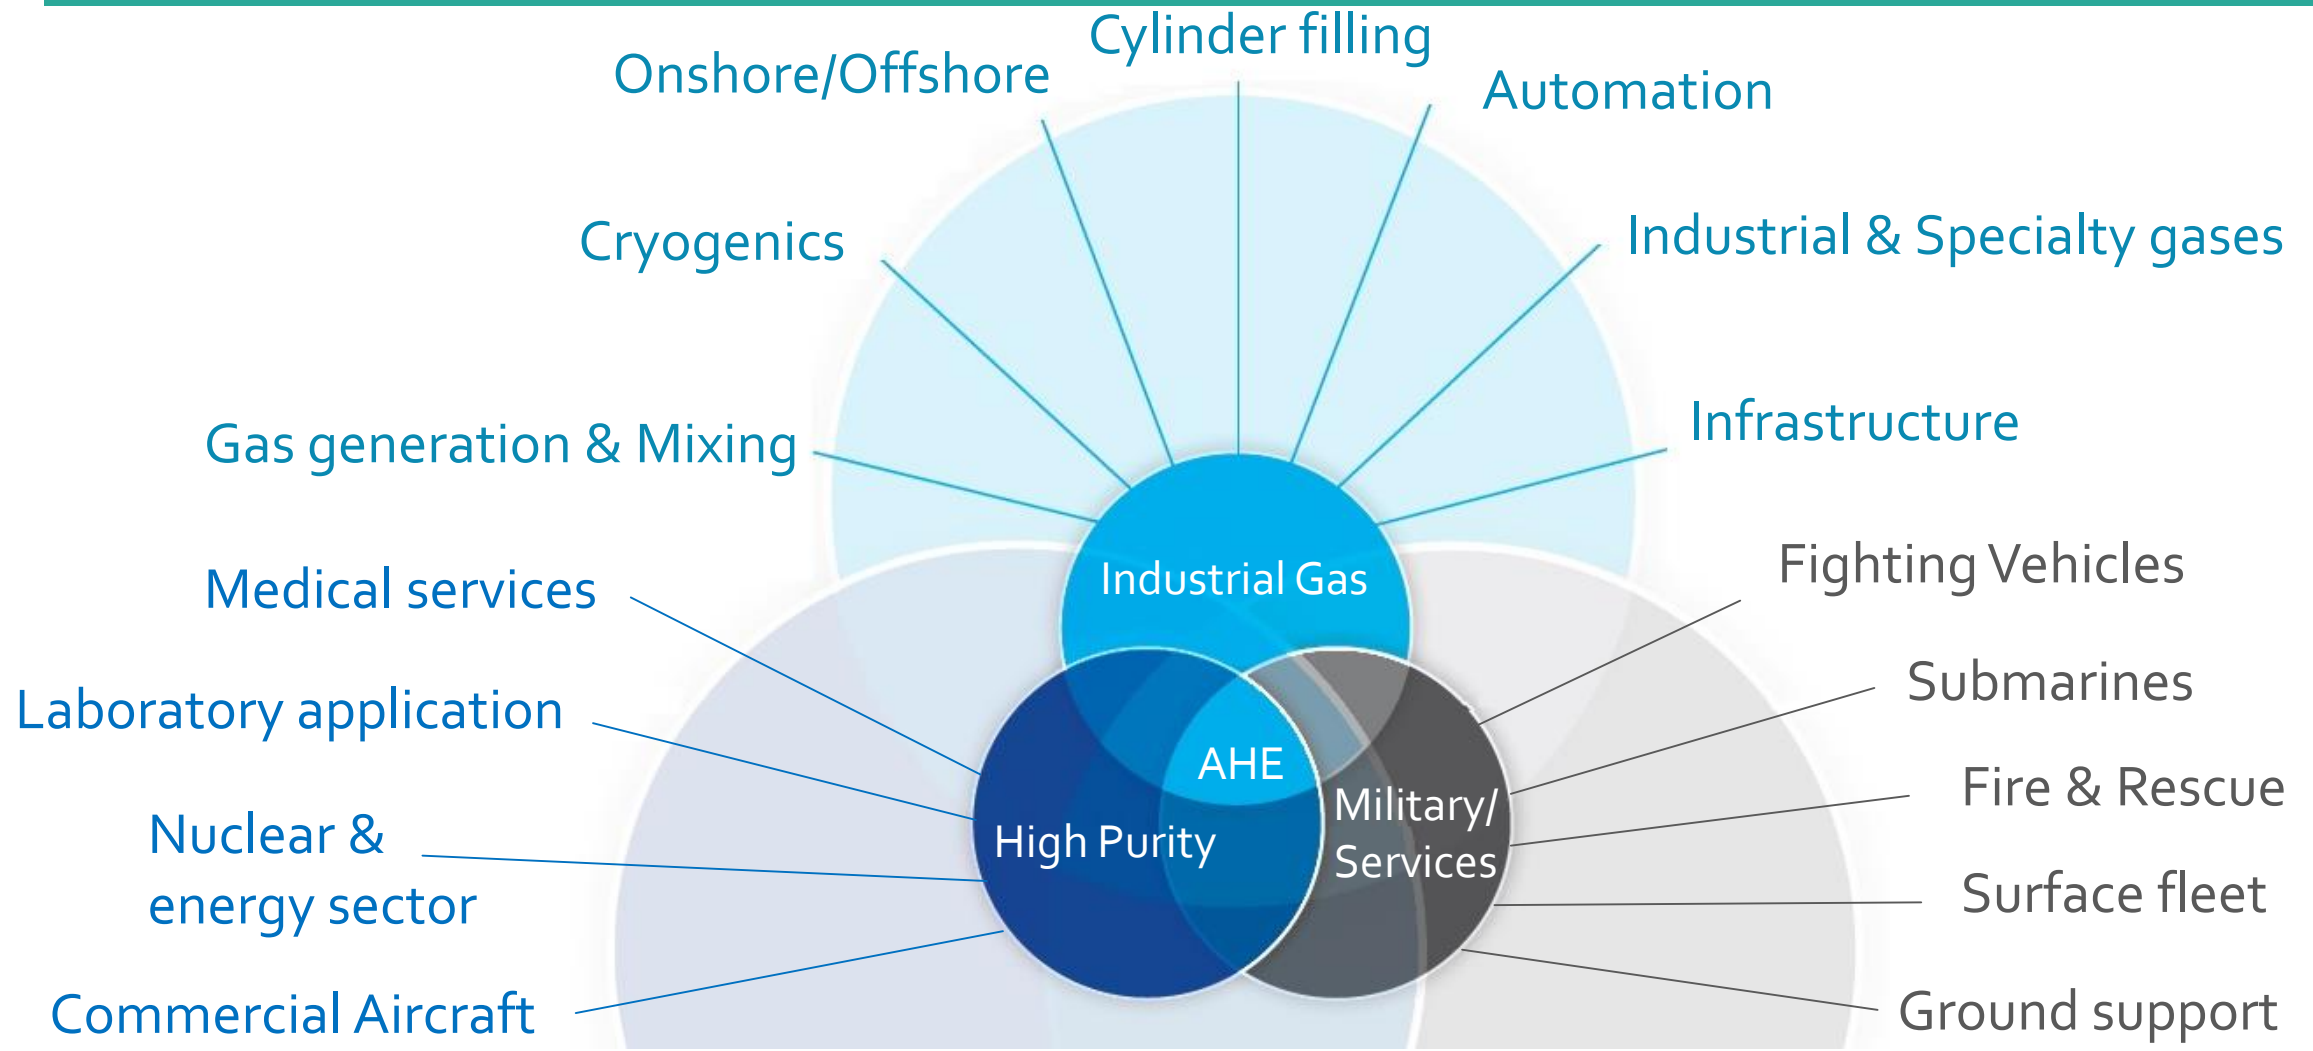 Cylinder filling
Onshore/Offshore
Automation
Cryogenics
Industrial & Specialty gases
Gas generation & Mixing
Infrastructure
Industrial Gas
Medical services
Fighting Vehicles
Laboratory application
Submarines
AHE
Nuclear &
energy sector
High Purity
Military/
Services
Fire & Rescue
Surface fleet
Commercial Aircraft
Ground support